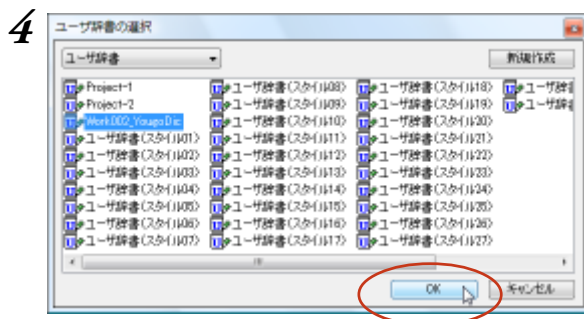 4
ユーザ辞書の選択
ユーザ辞書
新規作成
Project-1
Project-2
Work002_YougoDic
ユーザ辞書(スタイル01)
ユーザ辞書(スタイル02)
ユーザ辞書(スタイル03)
ユーザ辞書(スタイル04)
ユーザ辞書(スタイル05)
ユーザ辞書(スタイル06)
ユーザ辞書(スタイル07)
ユーザ辞書(スタイル08)
ユーザ辞書(スタイル09)
ユーザ辞書(スタイル10)
ユーザ辞書(スタイル11)
ユーザ辞書(スタイル12)
ユーザ辞書(スタイル13)
ユーザ辞書(スタイル14)
ユーザ辞書(スタイル15)
ユーザ辞書(スタイル16)
ユーザ辞書(スタイル17)
ユーザ辞書(スタイル18)
ユーザ辞書(スタイル19)
ユーザ辞書(スタイル20)
ユーザ辞書(スタイル21)
ユーザ辞書(スタイル22)
ユーザ辞書(スタイル23)
ユーザ辞書(スタイル24)
ユーザ辞書(スタイル25)
ユーザ辞書(スタイル26)
ユーザ辞書(スタイル27)
ユーザ辞
ユーザ辞
OK
キャンセル